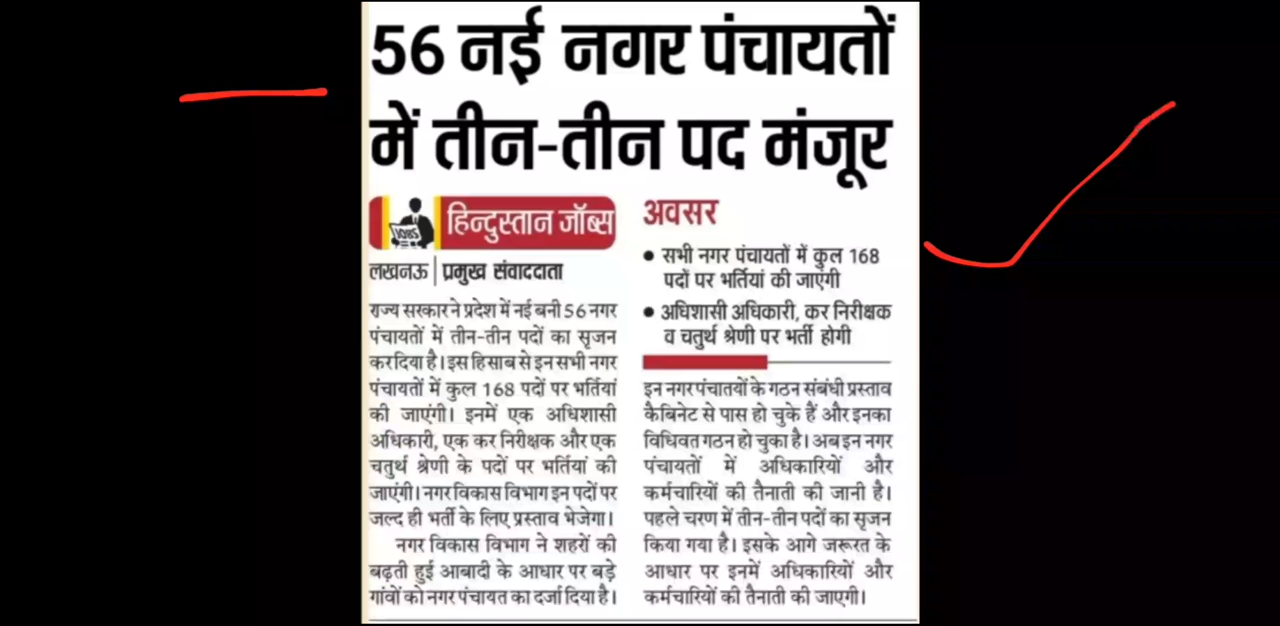 56 नई नगर पंचायतों
में तीन-तीन पद मंजूर
JOBS
हिन्दुस्तान जॉब्स
लखनऊ | प्रमुख संवाददाता
राज्य सरकार ने प्रदेश में नई बनी 56 नगर
पंचायतों में तीन-तीन पदों का सृजन
कर दिया है। इस हिसाब से इन सभी नगर
पंचायतों में कुल 168 पदों पर भर्तियां
की जाएंगी। इनमें एक अधिशासी
अधिकारी, एक कर निरीक्षक और एक
चतुर्थ श्रेणी के पदों पर भर्तियां की
जाएंगी। नगर विकास विभाग इन पदों पर
जल्द ही भर्ती के लिए प्रस्ताव भेजेगा।
नगर विकास विभाग ने शहरों की
बढ़ती हुई आबादी के आधार पर बड़े
गांवों को नगर पंचायत का दर्जा दिया है।
अवसर
• सभी नगर पंचायतों में कुल 168
पदों पर भर्तियां की जाएंगी
• अधिशासी अधिकारी, कर निरीक्षक
व चतुर्थ श्रेणी पर भर्ती होगी
इन नगर पंचातयों के गठन संबंधी प्रस्ताव
कैबिनेट से पास हो चुके हैं और इनका
विधिवत गठन हो चुका है। अब इन नगर
पंचायतों में अधिकारियों और
कर्मचारियों की तैनाती की जानी है।
पहले चरण में तीन-तीन पदों का सृजन
किया गया है। इसके आगे जरूरत के
आधार पर इनमें अधिकारियों और
कर्मचारियों की तैनाती की जाएगी।